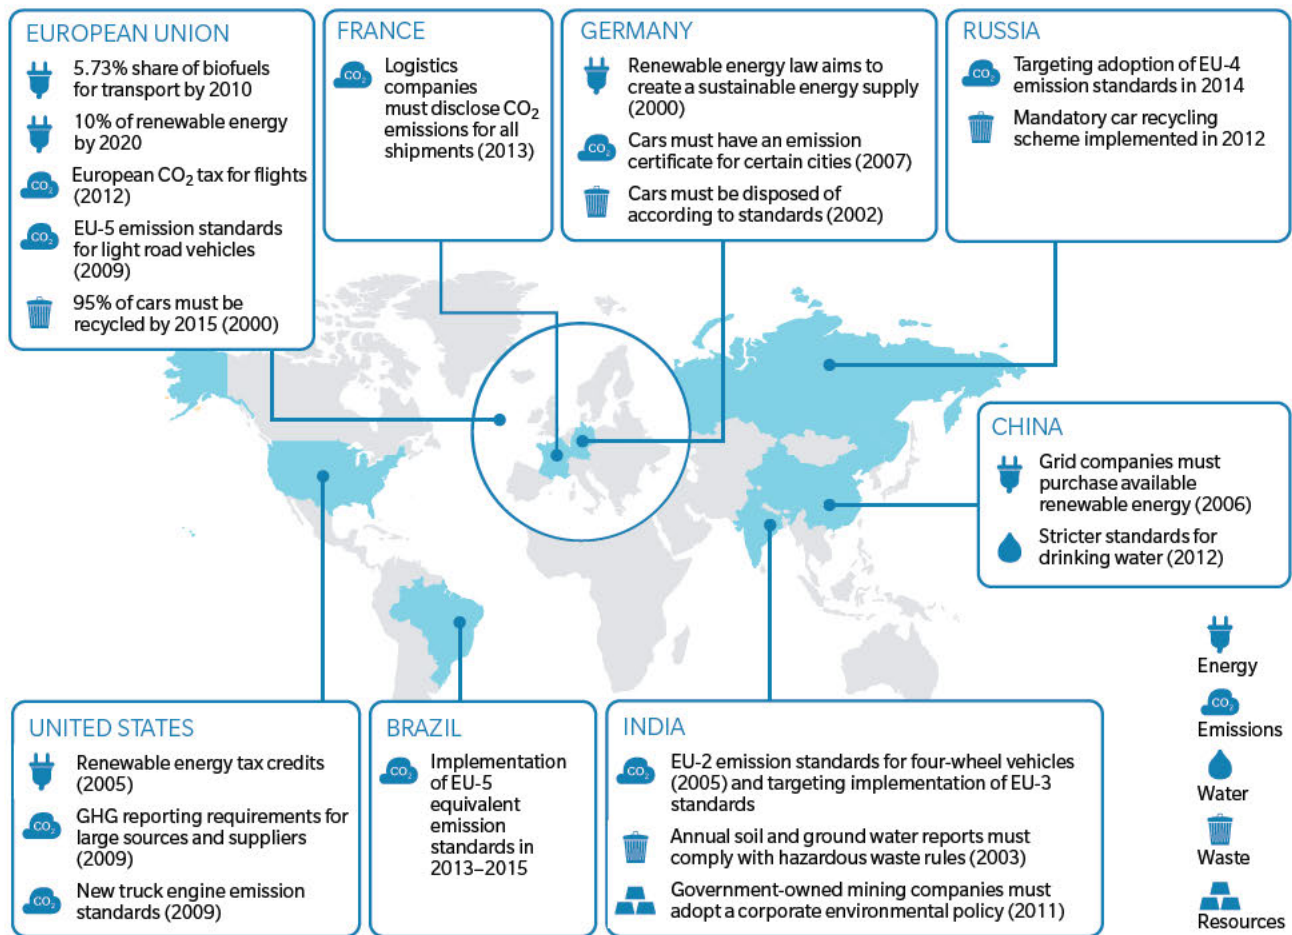 EUROPEAN UNION
5.73% share of biofuels
for transport by 2010
10% of renewable energy
by 2020
CO₂
European CO₂ tax for flights
(2012)
CO₂
EU-5 emission standards
for light road vehicles
(2009)
95% of cars must be
recycled by 2015 (2000)
FRANCE
CO₂
Logistics
companies
must disclose CO₂
emissions for all
shipments (2013)
GERMANY
Renewable energy law aims to
create a sustainable energy supply
(2000)
CO₂
Cars must have an emission
certificate for certain cities (2007)
Cars must be disposed of
according to standards (2002)
RUSSIA
CO₂
Targeting adoption of EU-4
emission standards in 2014
Mandatory car recycling
scheme implemented in 2012
CHINA
Grid companies must
purchase available
renewable energy (2006)
Stricter standards for
drinking water (2012)
UNITED STATES
Renewable energy tax credits
(2005)
CO₂
GHG reporting requirements for
large sources and suppliers
(2009)
CO₂
New truck engine emission
standards (2009)
BRAZIL
CO₂
Implementation
of EU-5
equivalent
emission
standards in
2013–2015
INDIA
CO₂
EU-2 emission standards for four-wheel vehicles
(2005) and targeting implementation of EU-3
standards
Annual soil and ground water reports must
comply with hazardous waste rules (2003)
Government-owned mining companies must
adopt a corporate environmental policy (2011)
Energy
CO₂
Emissions
Water
Waste
Resources